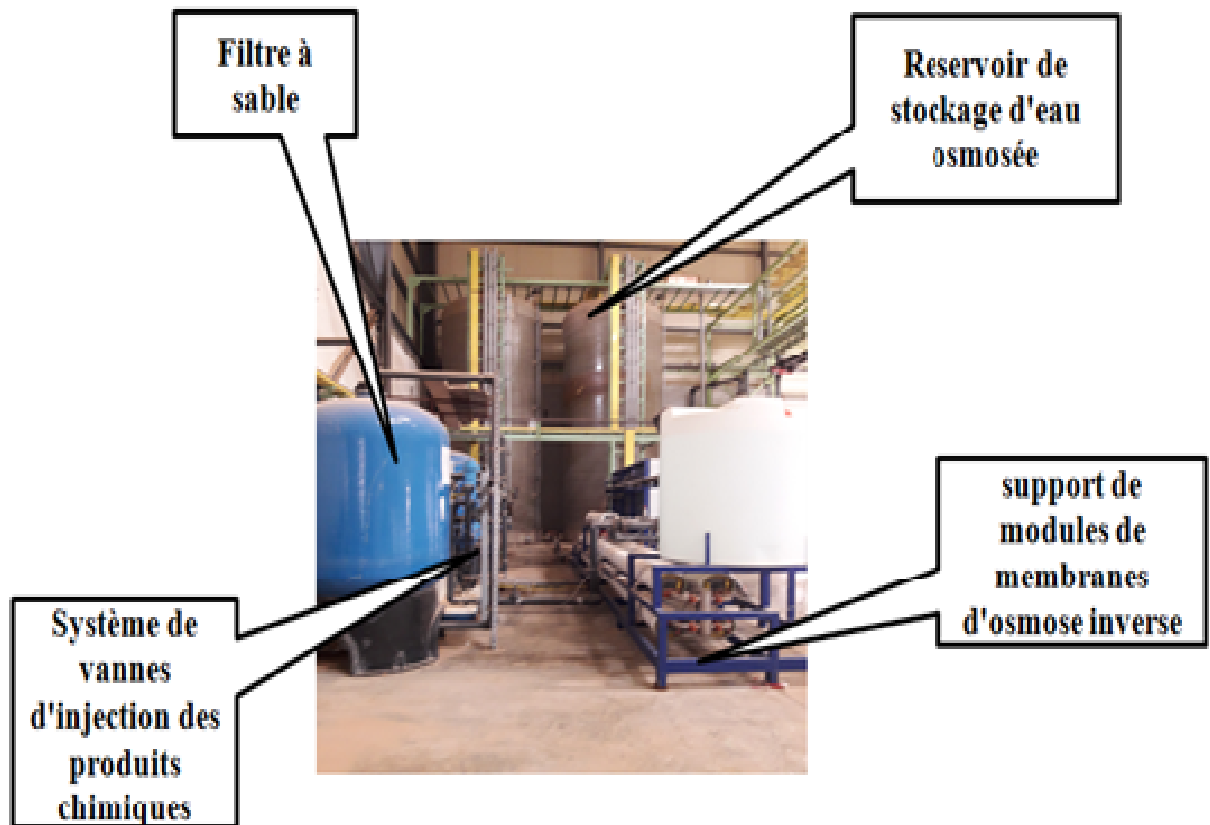 Filtre à
sable
Reservoir de
stockage d'eau
osmosée
support de
modules de
membranes
d'osmose inverse
Système de
vannes
d'injection des
produits
chimiques